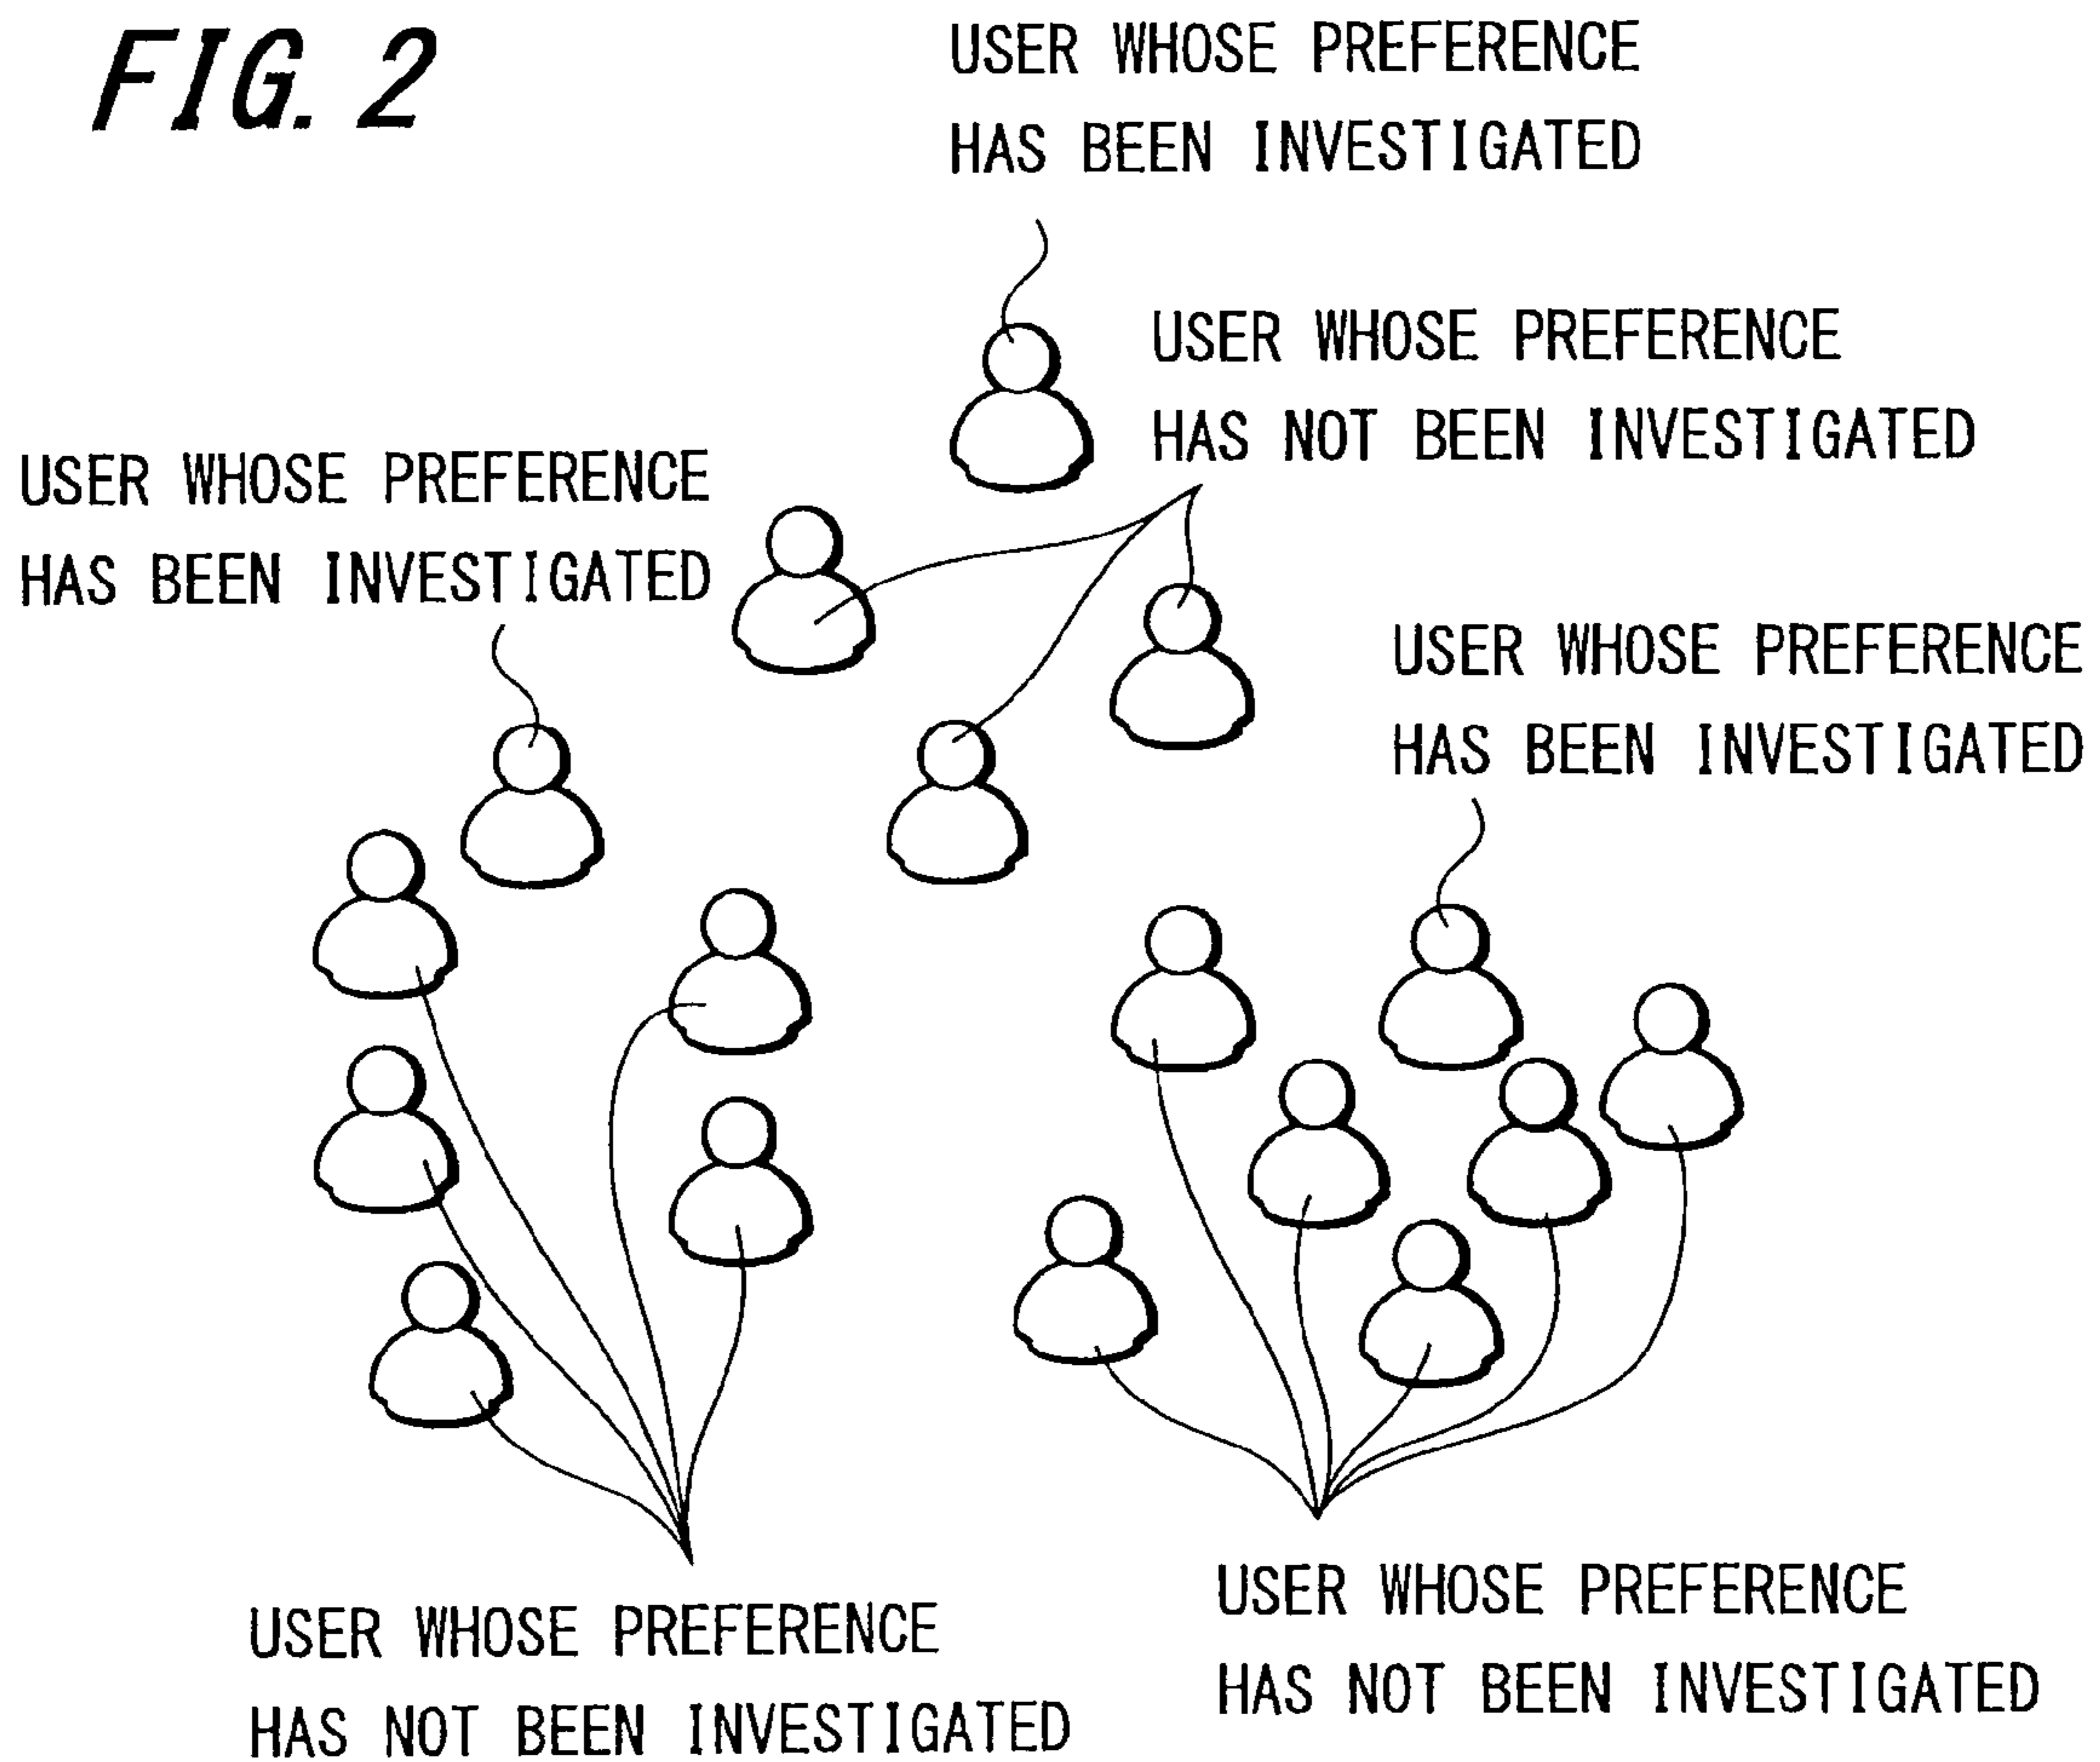 FIG. 2
USER WHOSE PREFERENCE
HAS BEEN INVESTIGATED
USER WHOSE PREFERENCE
HAS NOT BEEN INVESTIGATED
USER WHOSE PREFERENCE
HAS BEEN INVESTIGATED
USER WHOSE PREFERENCE
HAS BEEN INVESTIGATED
USER WHOSE PREFERENCE
HAS NOT BEEN INVESTIGATED
USER WHOSE PREFERENCE
HAS NOT BEEN INVESTIGATED